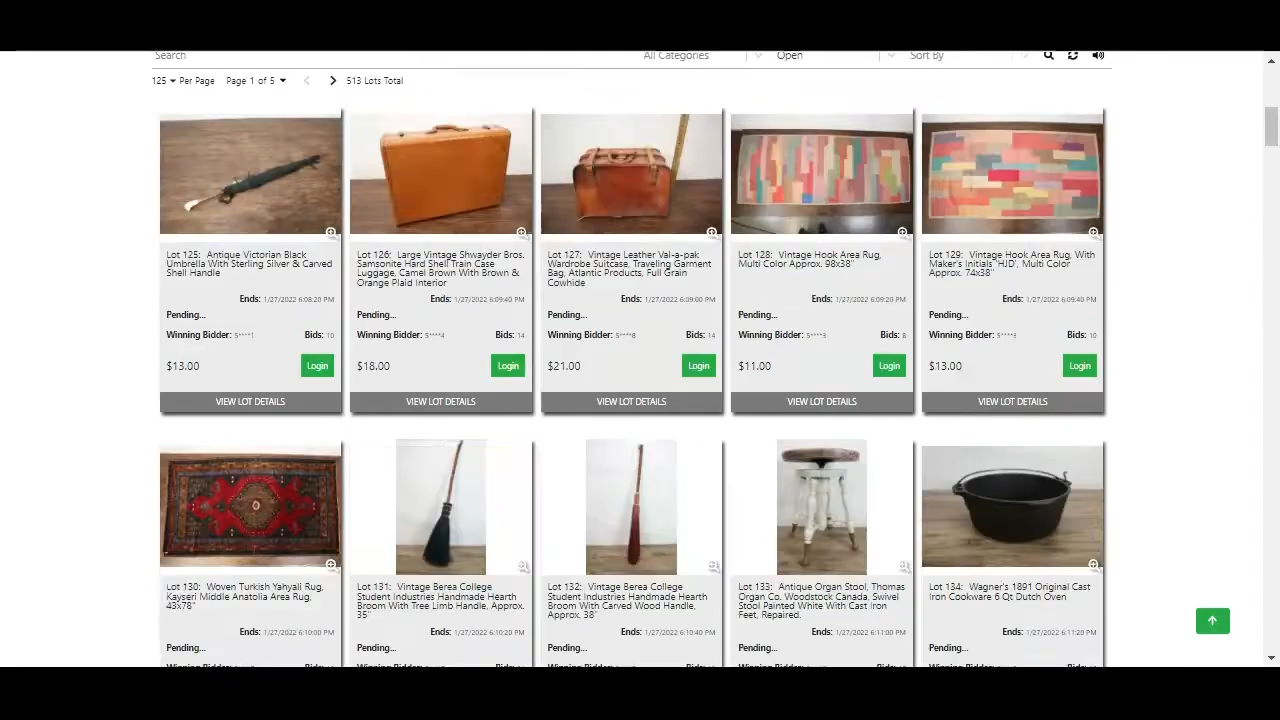 Search All Categories Open Sort By
125 Per Page Page 1 of 5 513 Lots Total
Lot 125: Antique Victorian Black
Umbrella With Sterling Silver & Carved
Shell Handle
Ends: 1/27/2022 6:08:20 PM
Pending...
Winning Bidder: 5****1 Bids: 10
$13.00 Login
VIEW LOT DETAILS
Lot 126: Large Vintage Shwayder Bros.
Samsonite Hard Shell Train Case
Luggage, Camel Brown With Brown &
Orange Plaid Interior
Ends: 1/27/2022 6:09:40 PM
Pending...
Winning Bidder: 5****4 Bids: 14
$18.00 Login
VIEW LOT DETAILS
Lot 127: Vintage Leather Val-a-pak
Wardrobe Suitcase, Traveling Garment
Bag, Atlantic Products, Full Grain
Cowhide
Ends: 1/27/2022 6:09:00 PM
Pending...
Winning Bidder: 5****8 Bids: 14
$21.00 Login
VIEW LOT DETAILS
Lot 128: Vintage Hook Area Rug,
Multi Color Approx. 98x38"
Ends: 1/27/2022 6:09:20 PM
Pending...
Winning Bidder: 5****3 Bids: 8
$11.00 Login
VIEW LOT DETAILS
Lot 129: Vintage Hook Area Rug, With
Maker's Initials "HJD', Multi Color
Approx. 74x38"
Ends: 1/27/2022 6:09:40 PM
Pending...
Winning Bidder: Bids: 10
$13.00 Login
VIEW LOT DETAILS
Lot 130: Woven Turkish Yahyali Rug,
Kayseri Middle Anatolia Area Rug,
43x78"
Ends: 1/27/2022 6:10:00 PM
Pending...
Lot 131: Vintage Berea College
Student Industries Handmade Hearth
Broom With Tree Limb Handle, Approx.
35"
Ends: 1/27/2022 6:10:20 PM
Pending...
Lot 132: Vintage Berea College
Student Industries Handmade Hearth
Broom With Carved Wood Handle,
Approx. 38"
Ends: 1/27/2022 6:10:40 PM
Pending...
Lot 133: Antique Organ Stool, Thomas
Organ Co. Woodstock Canada, Swivel
Stool Painted White With Cast Iron
Feet, Repaired.
Ends: 1/27/2022 6:11:00 PM
Pending...
Lot 134: Wagner's 1891 Original Cast
Iron Cookware 6 Qt Dutch Oven
Ends: 1/27/2022 6:11:20 PM
Pending...